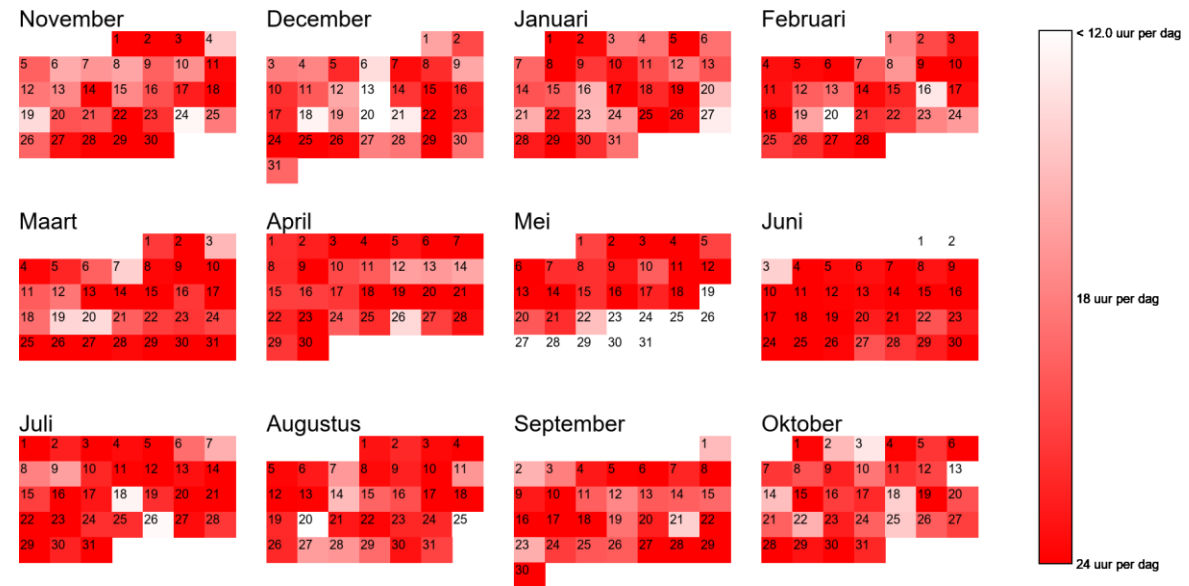 November
1 2 3 4
5 6 7 8 9 10 11
12 13 14 15 16 17 18
19 20 21 22 23 24 25
26 27 28 29 30
December
1 2
3 4 5 6 7 8 9
10 11 12 13 14 15 16
17 18 19 20 21 22 23
24 25 26 27 28 29 30
31
Januari
1 2 3 4 5 6
7 8 9 10 11 12 13
14 15 16 17 18 19 20
21 22 23 24 25 26 27
28 29 30 31
Februari
1 2 3
4 5 6 7 8 9 10
11 12 13 14 15 16 17
18 19 20 21 22 23 24
25 26 27 28
Maart
1 2 3
4 5 6 7 8 9 10
11 12 13 14 15 16 17
18 19 20 21 22 23 24
25 26 27 28 29 30 31
April
1 2 3 4 5 6 7
8 9 10 11 12 13 14
15 16 17 18 19 20 21
22 23 24 25 26 27 28
29 30
Mei
1 2 3 4 5
6 7 8 9 10 11 12
13 14 15 16 17 18 19
20 21 22 23 24 25 26
27 28 29 30 31
Juni
1 2
3 4 5 6 7 8 9
10 11 12 13 14 15 16
17 18 19 20 21 22 23
24 25 26 27 28 29 30
Juli
1 2 3 4 5 6 7
8 9 10 11 12 13 14
15 16 17 18 19 20 21
22 23 24 25 26 27 28
29 30 31
Augustus
1 2 3 4
5 6 7 8 9 10 11
12 13 14 15 16 17 18
19 20 21 22 23 24 25
26 27 28 29 30 31
September
1
2 3 4 5 6 7 8
9 10 11 12 13 14 15
16 17 18 19 20 21 22
23 24 25 26 27 28 29
30
Oktober
1 2 3 4 5 6
7 8 9 10 11 12 13
14 15 16 17 18 19 20
21 22 23 24 25 26 27
28 29 30 31
< 12.0 uur per dag
18 uur per dag
24 uur per dag